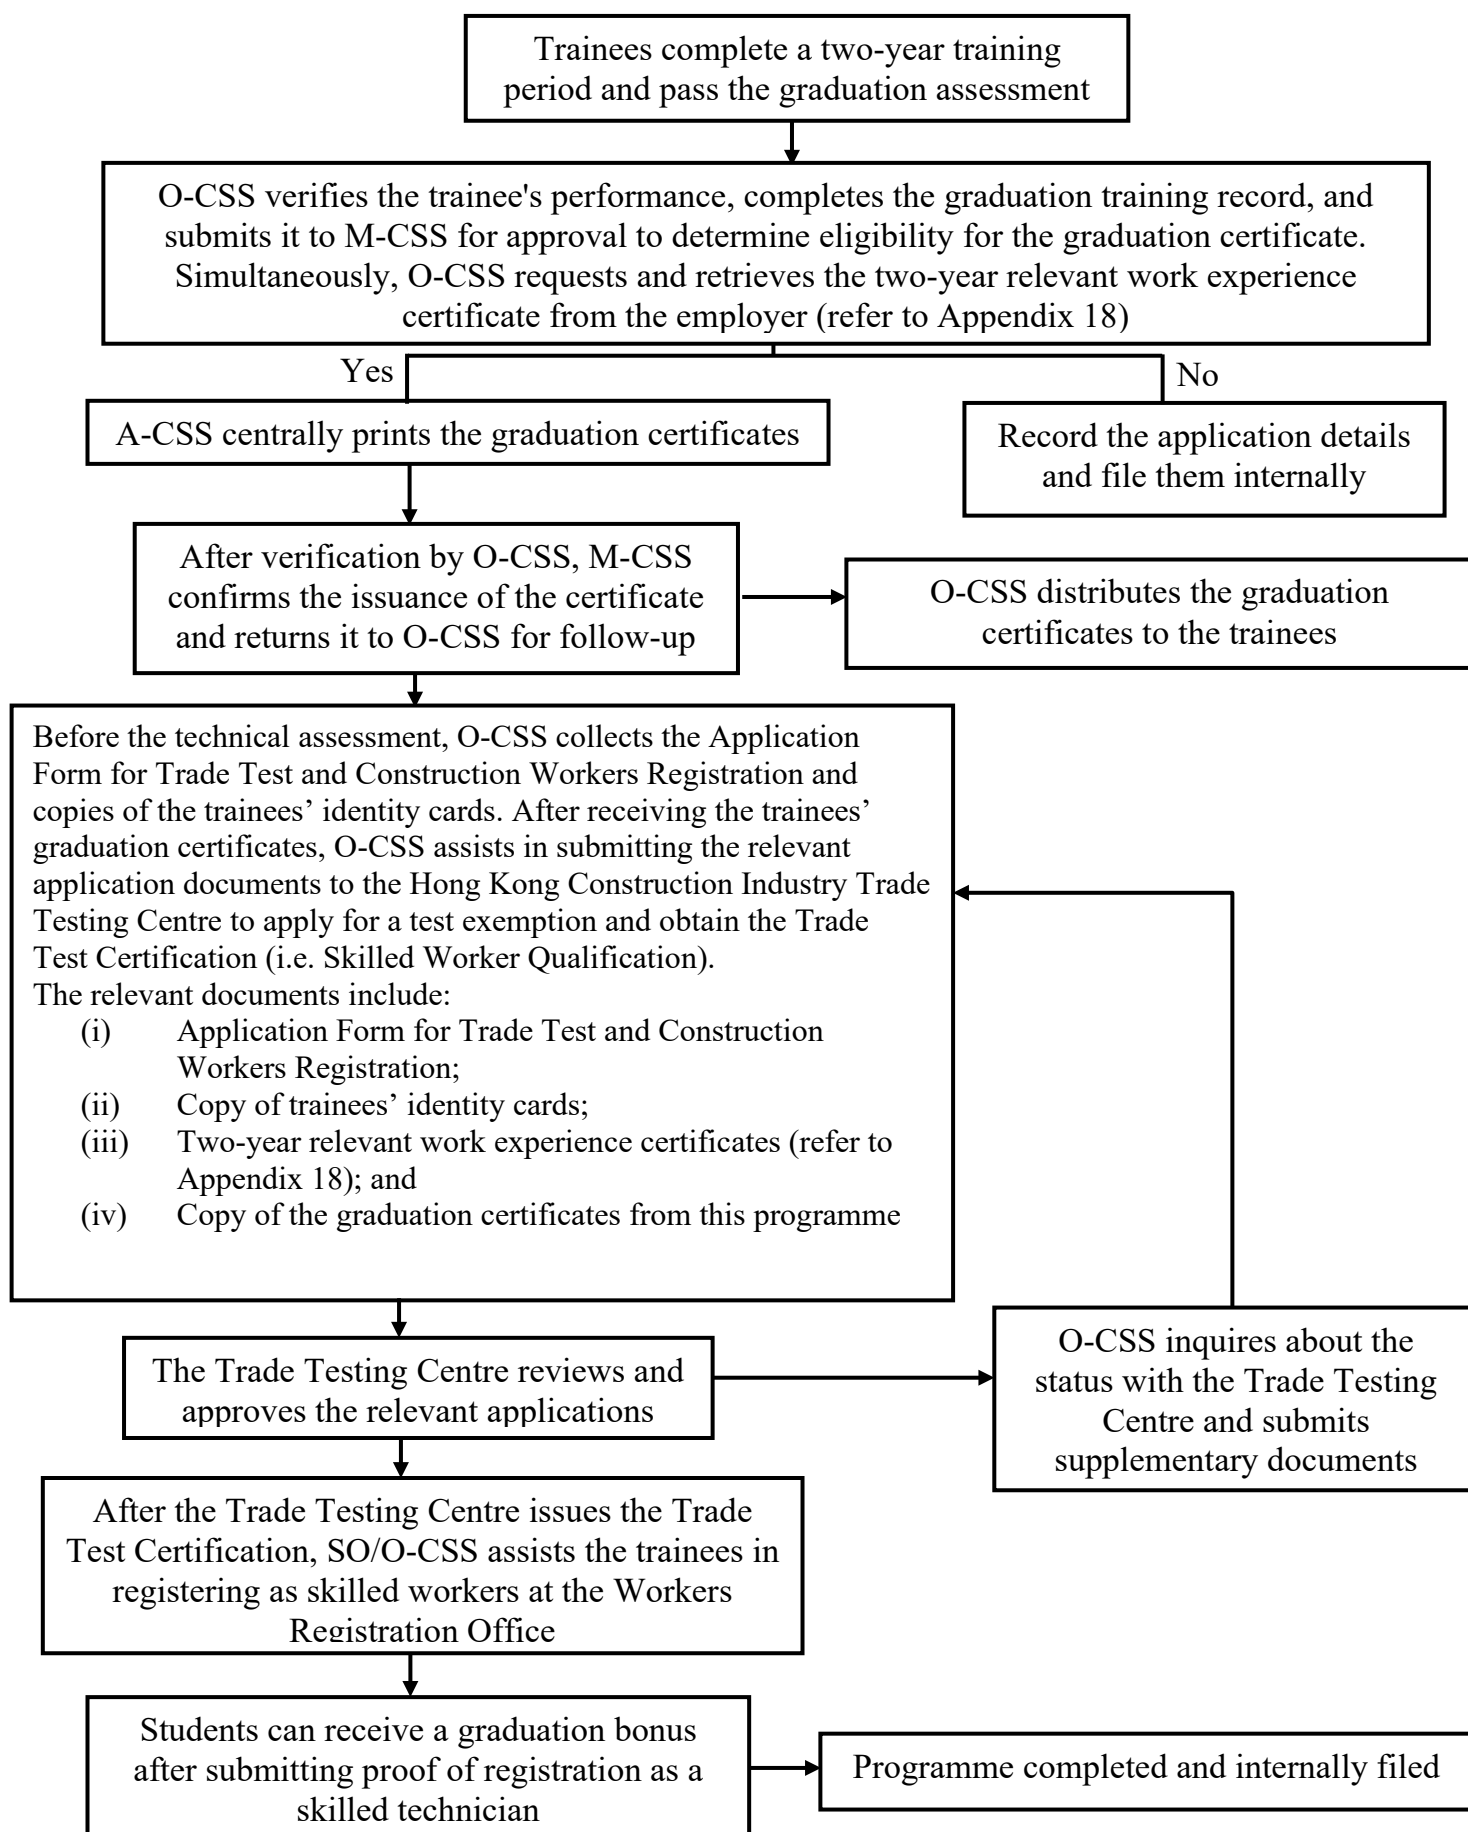 Trainees complete a two-year training
period and pass the graduation assessment
O-CSS verifies the trainee's performance, completes the graduation training record, and
submits it to M-CSS for approval to determine eligibility for the graduation certificate.
Simultaneously, O-CSS requests and retrieves the two-year relevant work experience
certificate from the employer (refer to Appendix 18)
Yes
No
A-CSS centrally prints the graduation certificates
Record the application details
and file them internally
After verification by O-CSS, M-CSS
confirms the issuance of the certificate
and returns it to O-CSS for follow-up
O-CSS distributes the graduation
certificates to the trainees
Before the technical assessment, O-CSS collects the Application
Form for Trade Test and Construction Workers Registration and
copies of the trainees’ identity cards. After receiving the trainees’
graduation certificates, O-CSS assists in submitting the relevant
application documents to the Hong Kong Construction Industry Trade
Testing Centre to apply for a test exemption and obtain the Trade
Test Certification (i.e. Skilled Worker Qualification).
The relevant documents include:
(i) Application Form for Trade Test and Construction
Workers Registration;
(ii) Copy of trainees’ identity cards;
(iii) Two-year relevant work experience certificates (refer to
Appendix 18); and
(iv) Copy of the graduation certificates from this programme
The Trade Testing Centre reviews and
approves the relevant applications
O-CSS inquires about the
status with the Trade Testing
Centre and submits
supplementary documents
After the Trade Testing Centre issues the Trade
Test Certification, SO/O-CSS assists the trainees in
registering as skilled workers at the Workers
Registration Office
Students can receive a graduation bonus
after submitting proof of registration as a
skilled technician
Programme completed and internally filed